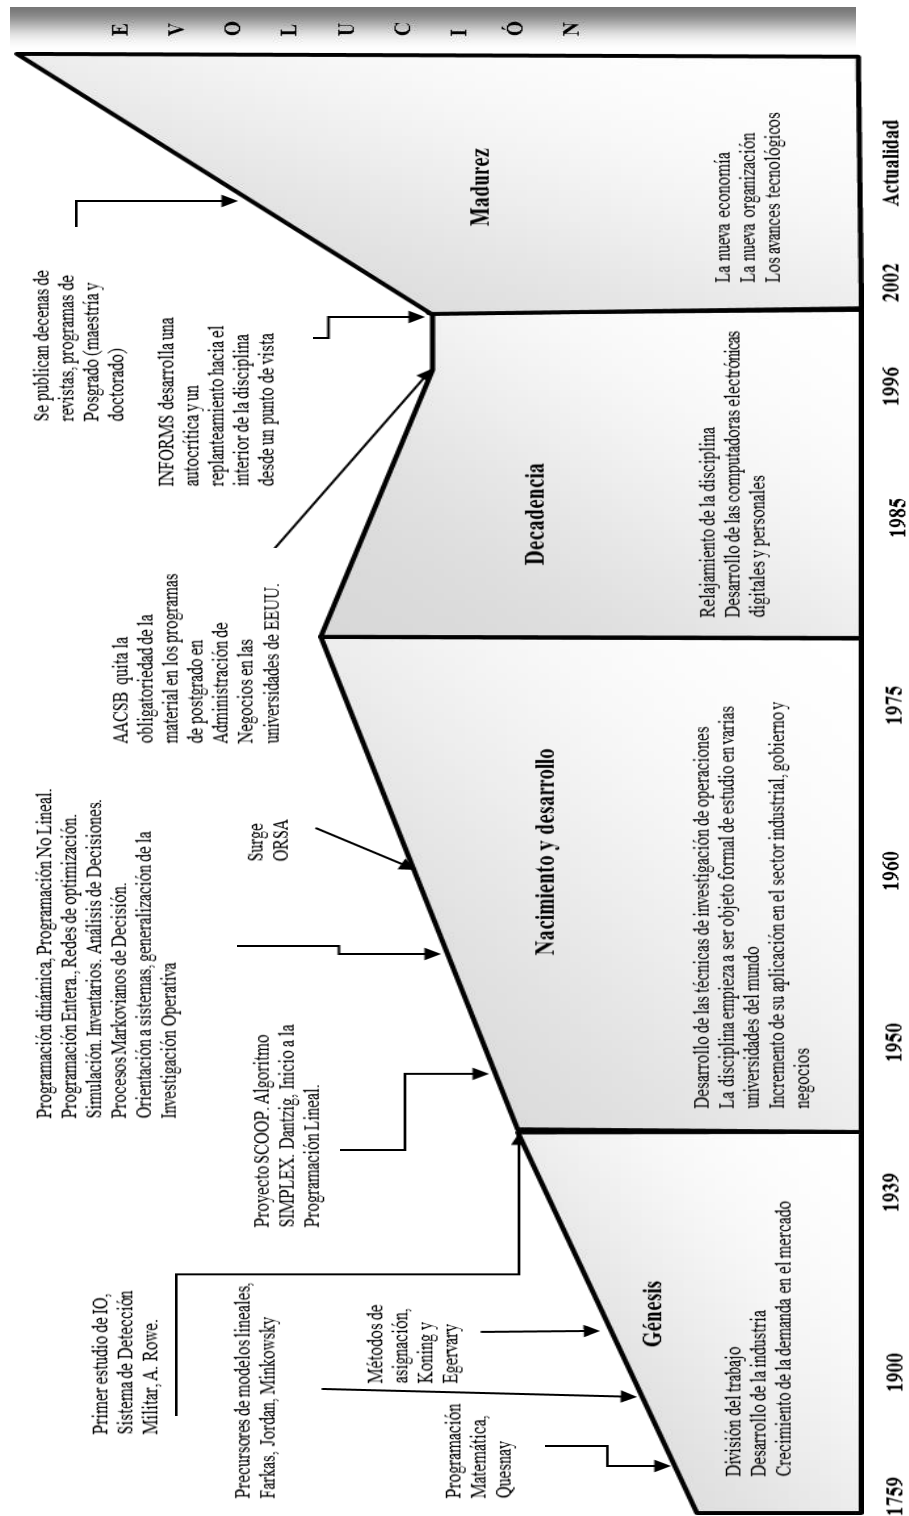 Primer estudio de IO,
Sistema de Detección
Militar, A. Rowe.
Precursores de modelos lineales,
Farkas, Jordan, Minkowsky
Métodos de
asignación,
Koning y
Egervary
Programación
Matemática,
Quesnay
Programación dinámica, Programación No Lineal.
Programación Entera, Redes de optimización.
Simulación. Inventarios. Análisis de Decisiones.
Procesos Markovianos de Decisión.
Orientación a sistemas, generalización de la
Investigación Operativa
Proyecto SCOOP. Algoritmo
SIMPLEX. Dantzig, Inicio a la
Programación Lineal.
Surge
ORSA
AACSB quita la
obligatoriedad de la
material en los programas
de postgrado en
Administración de
Negocios en las
universidades de EEUU.
Se publican decenas de
revistas, programas de
Posgrado (maestría y
doctorado)
INFORMS desarrolla una
autocrítica y un
replanteamiento hacia el
interior de la disciplina
desde un punto de vista
Génesis
División del trabajo
Desarrollo de la industria
Crecimiento de la demanda en el mercado
Nacimiento y desarrollo
Desarrollo de las técnicas de investigación de operaciones
La disciplina empieza a ser objeto formal de estudio en varias
universidades del mundo
Incremento de su aplicación en el sector industrial, gobierno y
negocios
Decadencia
Relajamiento de la disciplina
Desarrollo de las computadoras electrónicas
digitales y personales
Madurez
La nueva economía
La nueva organización
Los avances tecnológicos
EVOLUCIÓN
1759 1900 1939 1950 1960 1975 1985 1996 2002 Actualidad